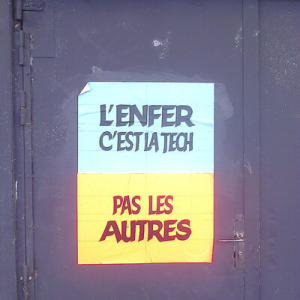 L'ENFER
C'EST LA TECH
PAS LES
AUTRES